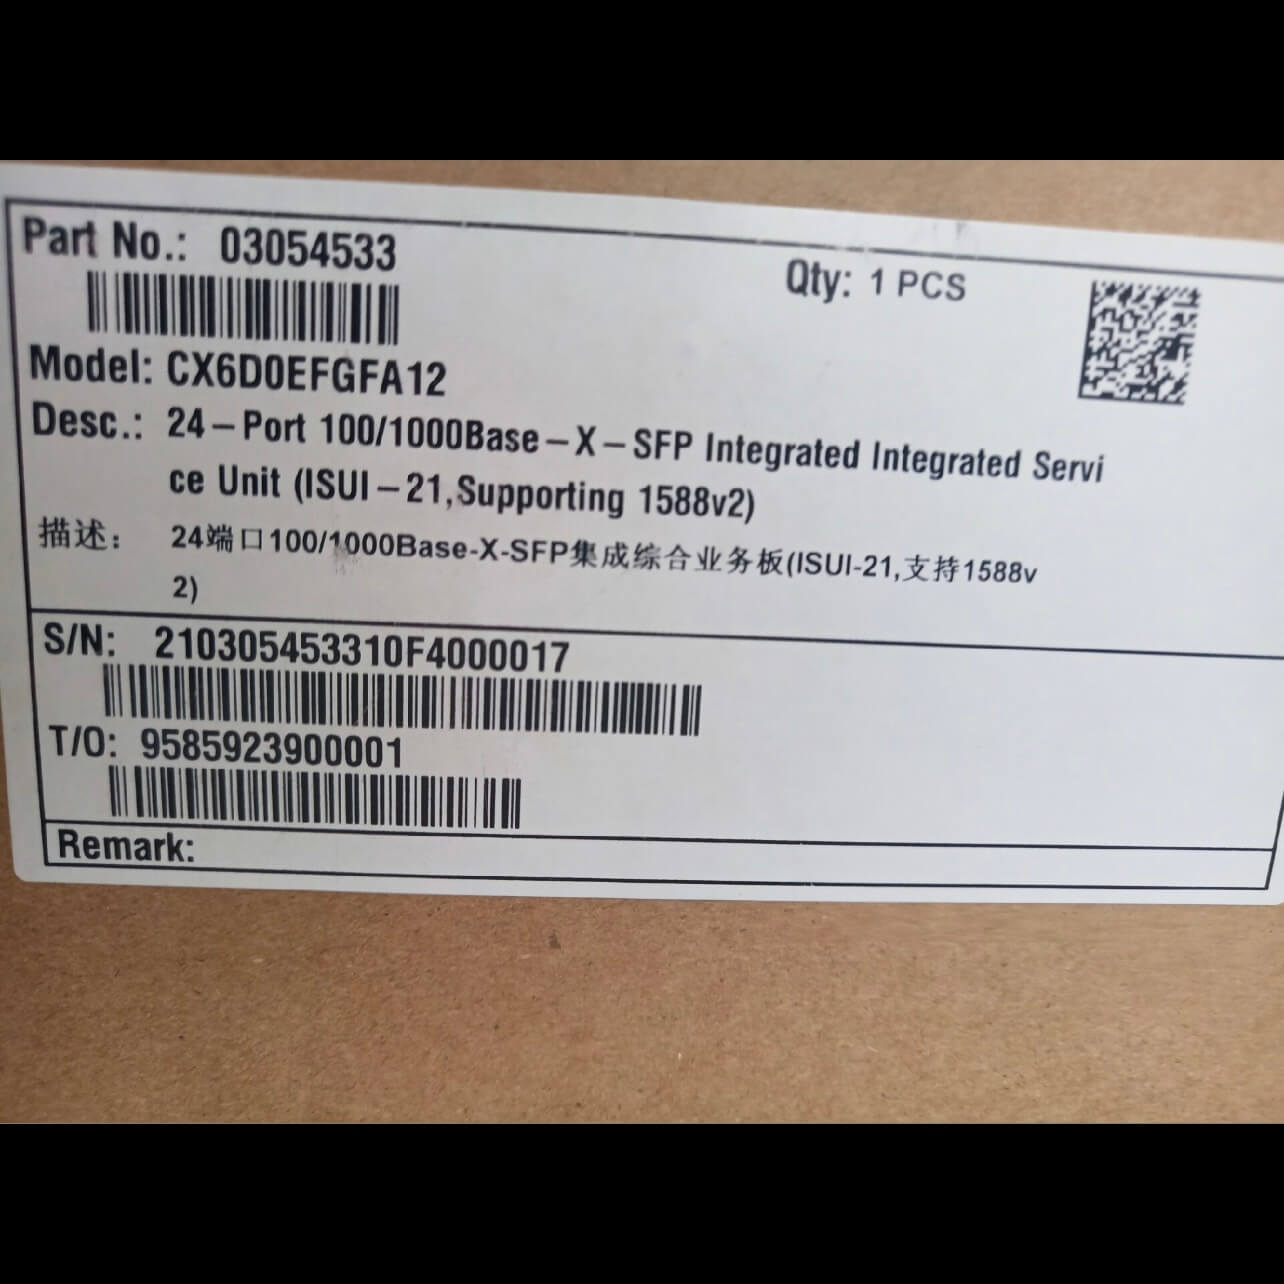 Part No.: 03054533
Qty: 1 PCS
Model: CX6D0EFGFA12
Desc.: 24-Port 100/1000Base-X-SFP Integrated Integrated Servi
ce Unit (ISUI-21,Supporting 1588v2)
描述: 24端口100/1000Base-X-SFP集成综合业务板(ISUI-21,支持1588v
2)
S/N: 210305453310F4000017
T/O: 9585923900001
Remark: